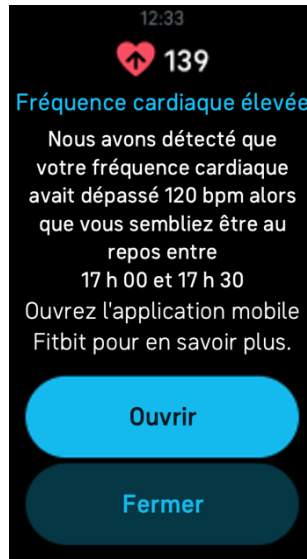 12:33
139
Fréquence cardiaque élevée
Nous avons détecté que
votre fréquence cardiaque
avait dépassé 120 bpm alors
que vous sembliez être au
repos entre
17 h 00 et 17 h 30
Ouvrez l'application mobile
Fitbit pour en savoir plus.
Ouvrir
Fermer